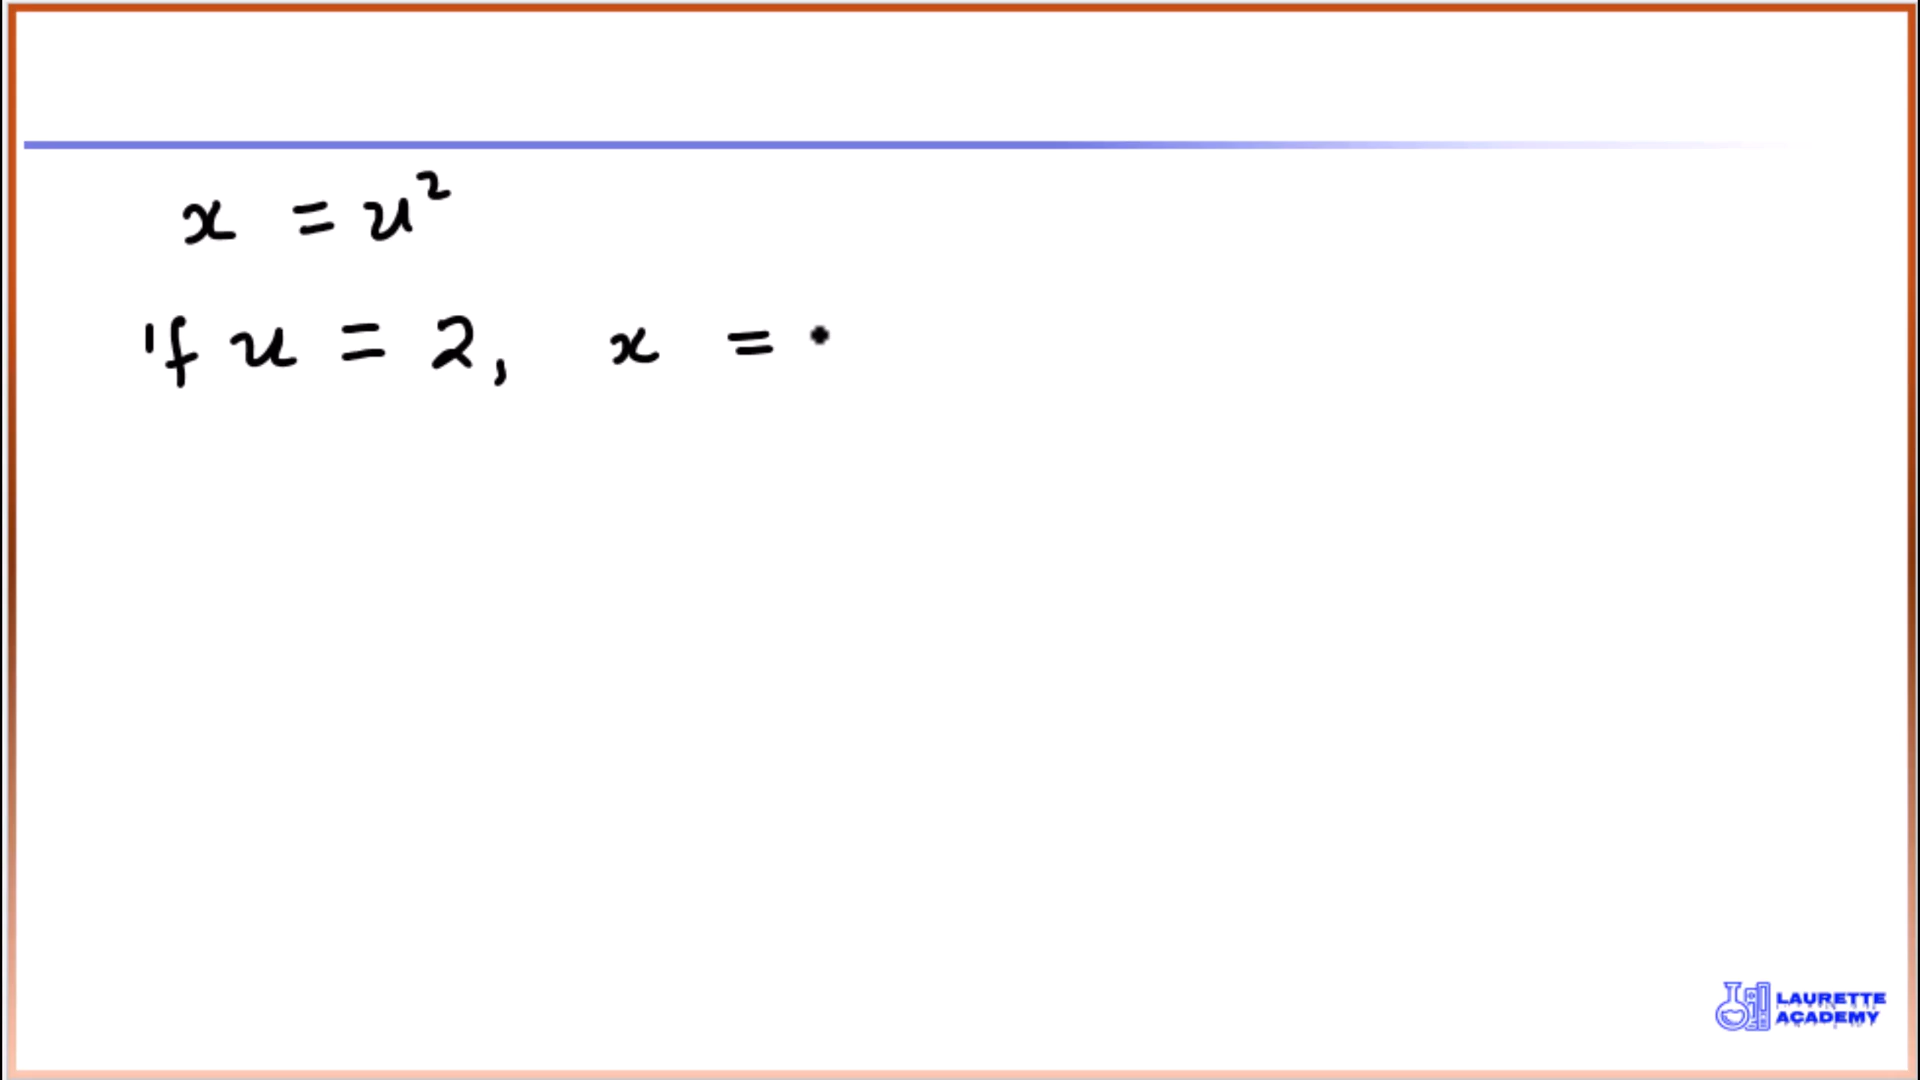 x = u²
if u = 2, x =
LAURETTE
ACADEMY